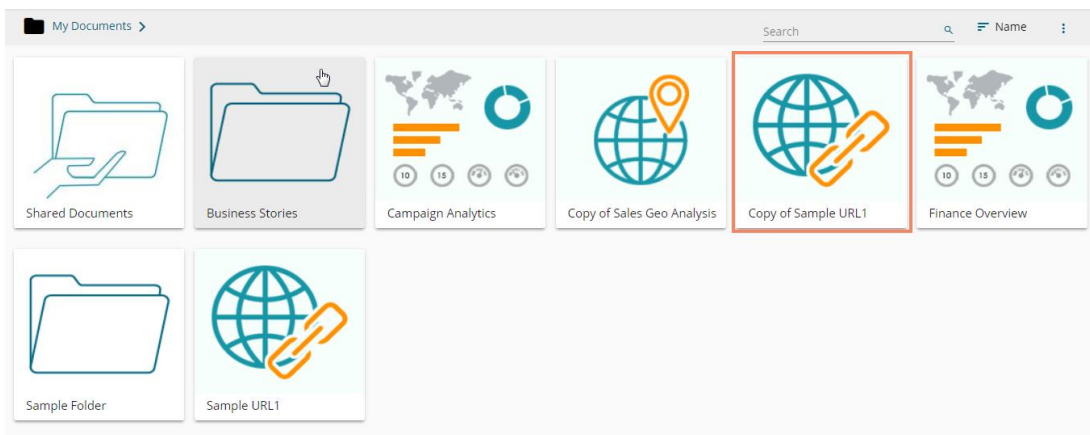 My Documents
Search
Name
10 15
10 15
Shared Documents
Business Stories
Campaign Analytics
Copy of Sales Geo Analysis
Copy of Sample URL1
Finance Overview
Sample Folder
Sample URL1